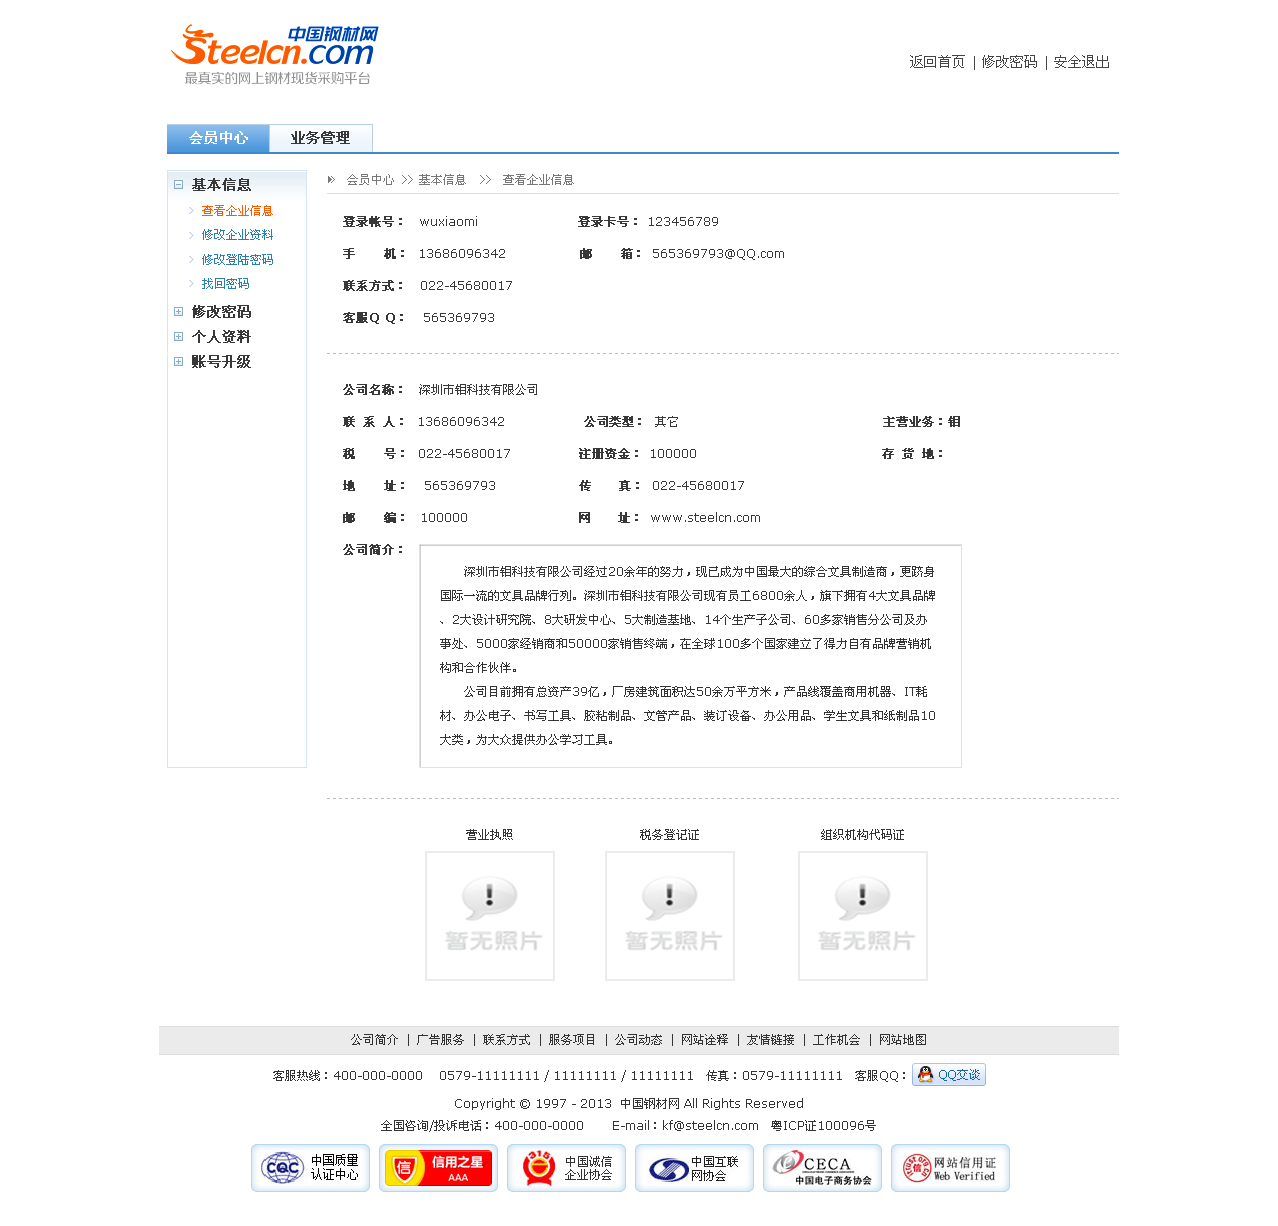 中国钢材网
Steelcn.com
最真实的网上钢材现货采购平台
返回首页 | 修改密码 | 安全退出
会员中心 业务管理
基本信息
查看企业信息
修改企业资料
修改登陆密码
找回密码
修改密码
个人资料
账号升级
会员中心 >> 基本信息 >> 查看企业信息
登录帐号： wuxiaomi 登录卡号： 123456789
手 机： 13686096342 邮 箱： 565369793@QQ.com
联系方式： 022-45680017
客服Q Q： 565369793
公司名称： 深圳市钼科技有限公司
联 系 人： 13686096342 公司类型： 其它 主营业务：钼
税 号： 022-45680017 注册资金： 100000 存 货 地：
地 址： 565369793 传 真： 022-45680017
邮 编： 100000 网 址： www.steelcn.com
公司简介：
深圳市钼科技有限公司经过20余年的努力，现已成为中国最大的综合文具制造商，更跻身
国际一流的文具品牌行列。深圳市钼科技有限公司现有员工6800余人，旗下拥有4大文具品牌
、2大设计研究院、8大研发中心、5大制造基地、14个生产子公司、60多家销售分公司及办
事处、5000家经销商和50000家销售终端，在全球100多个国家建立了得力自有品牌营销机
构和合作伙伴。
公司目前拥有总资产39亿，厂房建筑面积达50余万平方米，产品线覆盖商用机器、IT耗
材、办公电子、书写工具、胶粘制品、文管产品、装订设备、办公用品、学生文具和纸制品10
大类，为大众提供办公学习工具。
营业执照 税务登记证 组织机构代码证
暂无照片 暂无照片 暂无照片
公司简介 | 广告服务 | 联系方式 | 服务项目 | 公司动态 | 网站诠释 | 友情链接 | 工作机会 | 网站地图
客服热线：400-000-0000 0579-11111111 / 11111111 / 11111111 传真：0579-11111111 客服QQ： QQ交谈
Copyright © 1997 - 2013 中国钢材网 All Rights Reserved
全国咨询/投诉电话：400-000-0000 E-mail：kf@steelcn.com 粤ICP证100096号
CQC 中国质量
认证中心
信 信用之星
AAA
中国诚信
企业协会
中国互联
网协会
CECA
中国电子商务协会
信 网站信用证
Web Verified